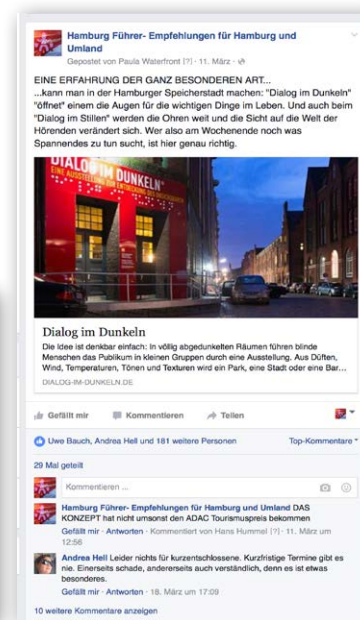 Hamburg Führer- Empfehlungen für Hamburg und
Umland
Gepostet von Paula Waterfront [?] · 11. März ·
EINE ERFAHRUNG DER GANZ BESONDEREN ART...
...kann man in der Hamburger Speicherstadt machen: "Dialog im Dunkeln"
"öffnet" einem die Augen für die wichtigen Dinge im Leben. Und auch beim
"Dialog im Stillen" werden die Ohren weit und die Sicht auf die Welt der
Hörenden verändert sich. Wer also am Wochenende noch was
Spannendes zu tun sucht, ist hier genau richtig.
DIALOG IM DUNKELN
EINE AUSSTELLUNG ZUR ENTDECKUNG DES
Dialog im Dunkeln
Die Idee ist denkbar einfach: In völlig abgedunkelten Räumen führen blinde
Menschen das Publikum in kleinen Gruppen durch eine Ausstellung. Aus Düften,
Wind, Temperaturen, Tönen und Texturen wird ein Park, eine Stadt oder eine Bar...
DIALOG-IM-DUNKELN.DE
Gefällt mir Kommentieren Teilen
Uwe Bauch, Andrea Hell und 181 weitere Personen Top-Kommentare
29 Mal geteilt
Kommentieren ...
Hamburg Führer- Empfehlungen für Hamburg und Umland DAS
KONZEPT hat nicht umsonst den ADAC Tourismuspreis bekommen
Gefällt mir · Antworten · Kommentiert von Hans Hummel [?] · 11. März um
12:56
Andrea Hell Leider nichts für kurzentschlossene. Kurzfristige Termine gibt es
nie. Einerseits schade, andererseits auch verständlich, denn es ist etwas
besonderes.
Gefällt mir · Antworten · 18. März um 17:09
10 weitere Kommentare anzeigen